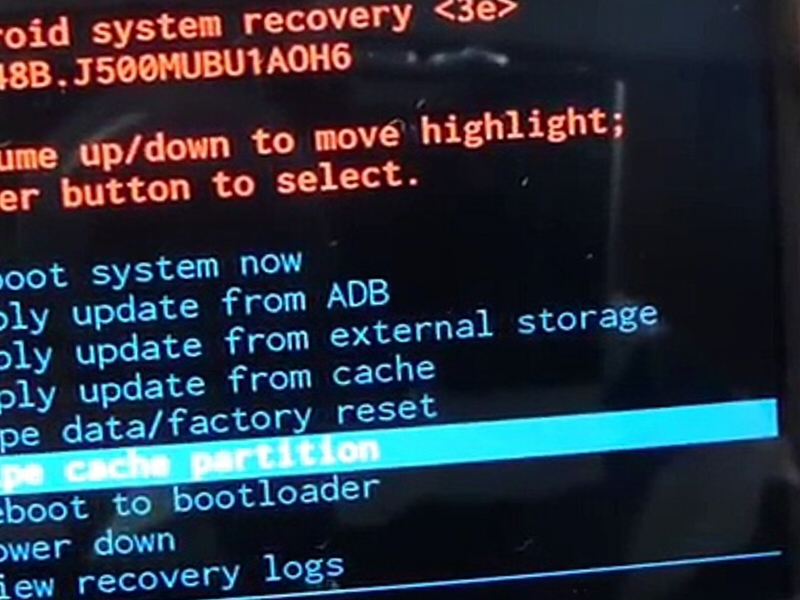 roid system recovery <3e>
48B.J500MUBU1AOH6
ume up/down to move highlight;
er button to select.
boot system now
ply update from ADB
ply update from external storage
ply update from cache
pe data/factory reset
pe cache partition
eboot to bootloader
ower down
iew recovery logs